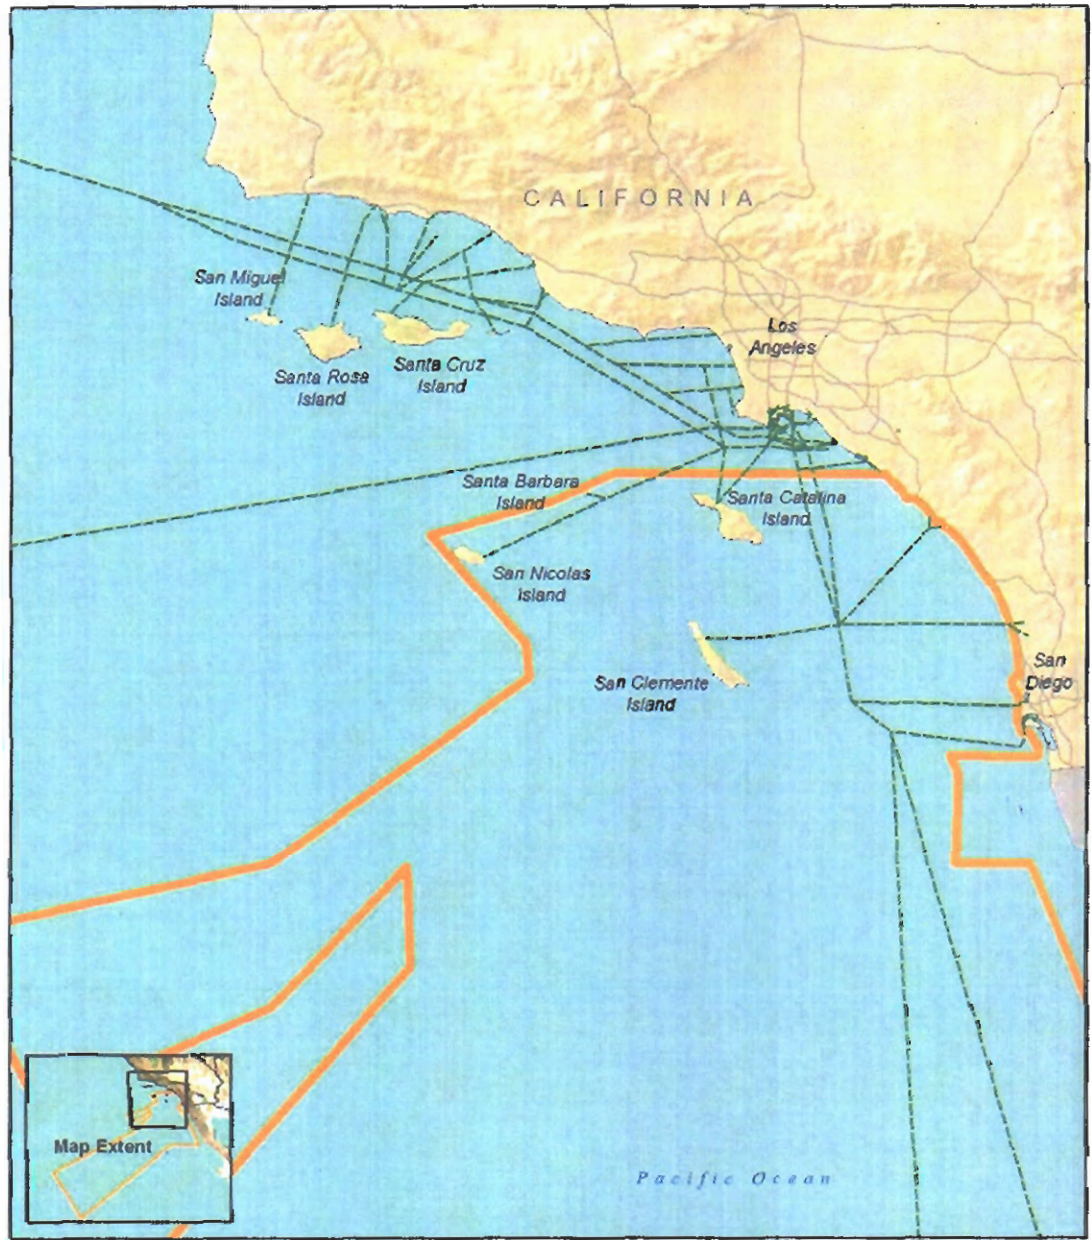 CALIFORNIA
San Miguel
Island
Los
Angeles
Santa Cruz
Island
Santa Rosa
Island
Santa Barbara
Island
Santa Catalina
Island
San Nicolas
Island
San
Diego
San Clemente
Island
Map Extent
Pacific Ocean